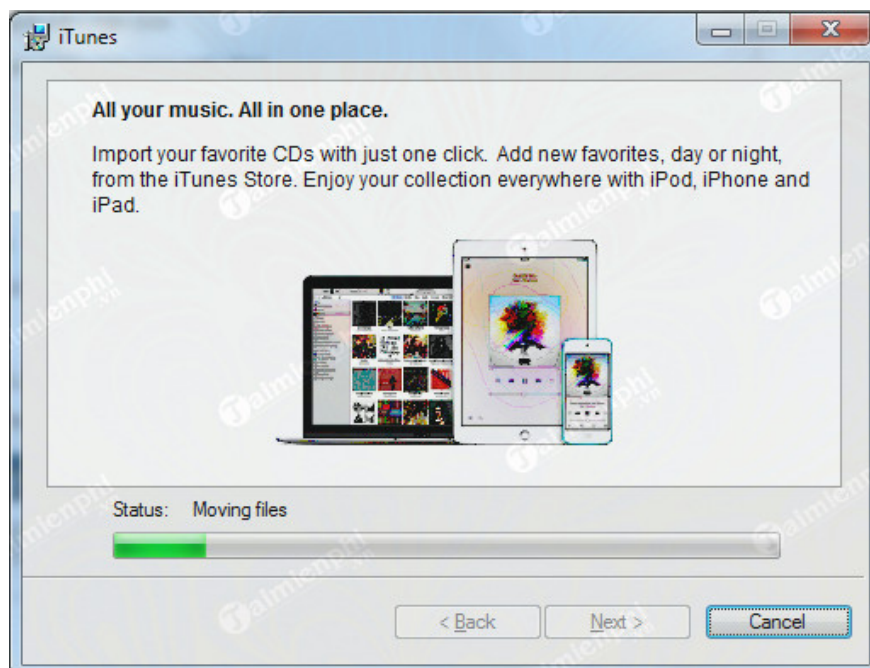 iTunes
All your music. All in one place.
Import your favorite CDs with just one click. Add new favorites, day or night,
from the iTunes Store. Enjoy your collection everywhere with iPod, iPhone and
iPad.
Status: Moving files
< Back Next > Cancel
Taimienphi
.vn